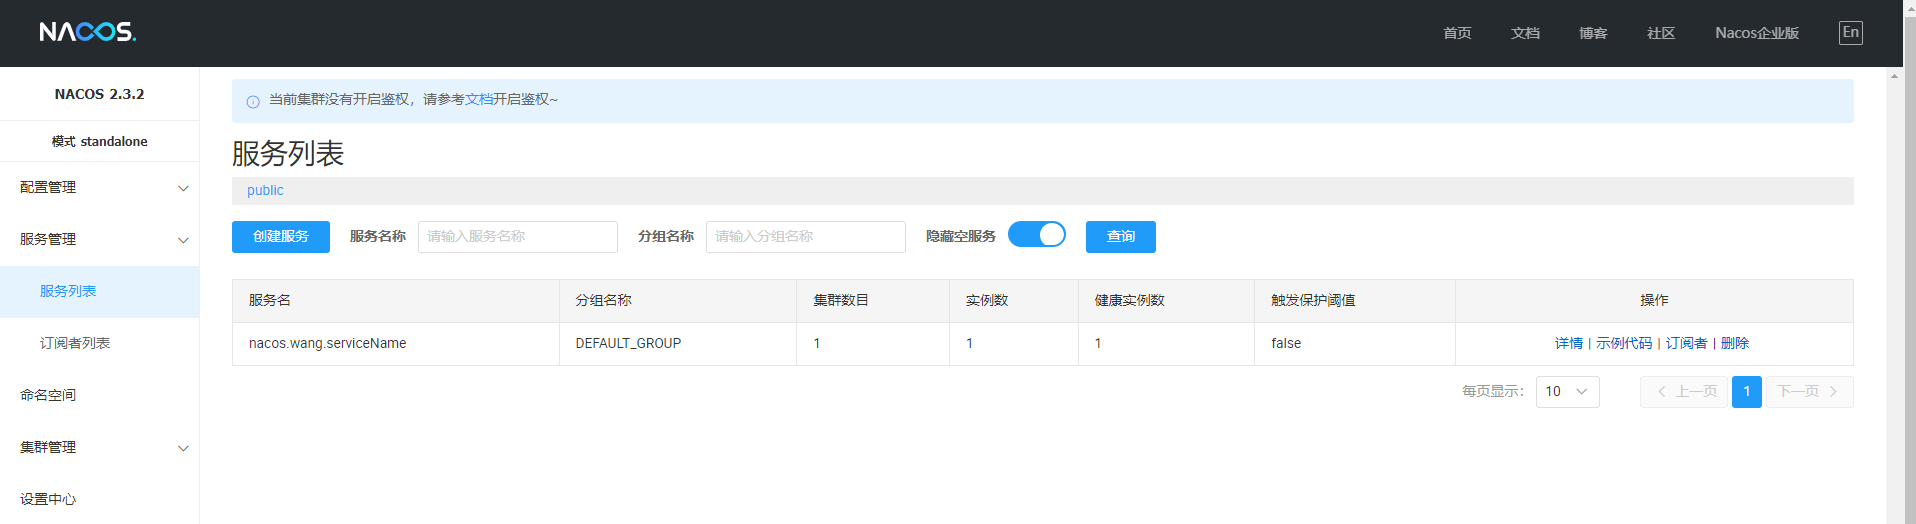 NACOS.
首页 文档 博客 社区 Nacos企业版 En
NACOS 2.3.2
模式 standalone
配置管理
服务管理
服务列表
订阅者列表
命名空间
集群管理
设置中心
当前集群没有开启鉴权，请参考文档开启鉴权~
服务列表
public
创建服务 服务名称 请输入服务名称 分组名称 请输入分组名称 隐藏空服务 查询
服务名 分组名称 集群数目 实例数 健康实例数 触发保护阈值 操作
nacos.wang.serviceName DEFAULT_GROUP 1 1 1 false 详情 | 示例代码 | 订阅者 | 删除
每页显示： 10 上一页 1 下一页